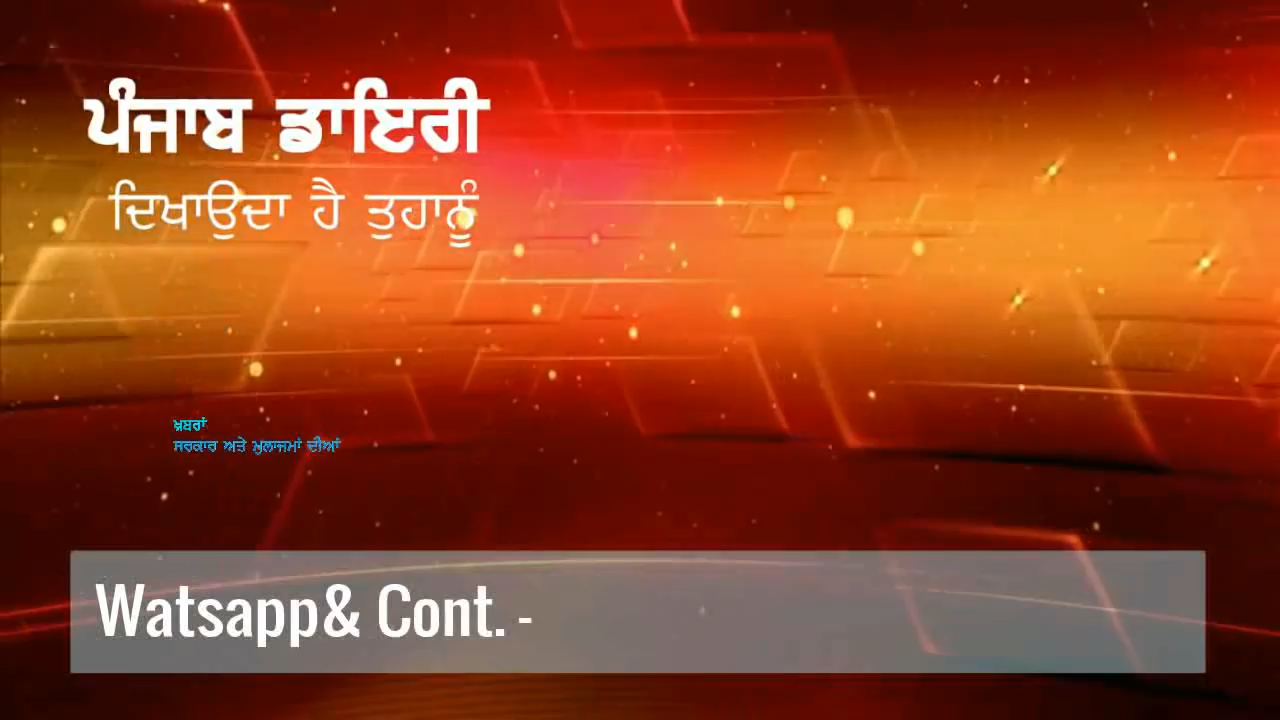 ਪੰਜਾਬ ਡਾਇਰੀ
ਦਿਖਾਉਂਦਾ ਹੈ ਤੁਹਾਨੂੰ
ਖ਼ਬਰਾਂ
ਸਰਕਾਰ ਅਤੇ ਮੁਲਾਜਮਾਂ ਦੀਆਂ
Watsapp& Cont. -